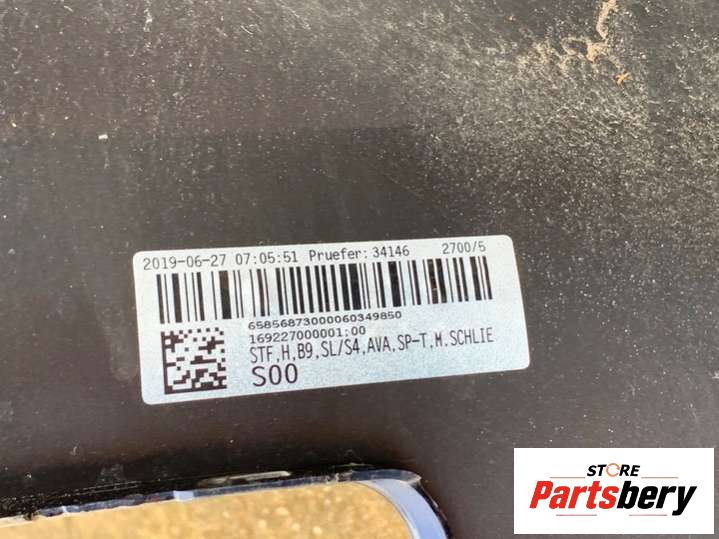 2019-06-27 07:05:51 Pruefer: 34146 2700/5
65856873000060349850
169227000001:00
STF,H,B9,SL/S4,AVA,SP-T,M.SCHLIE
S00
STORE
Partsbery